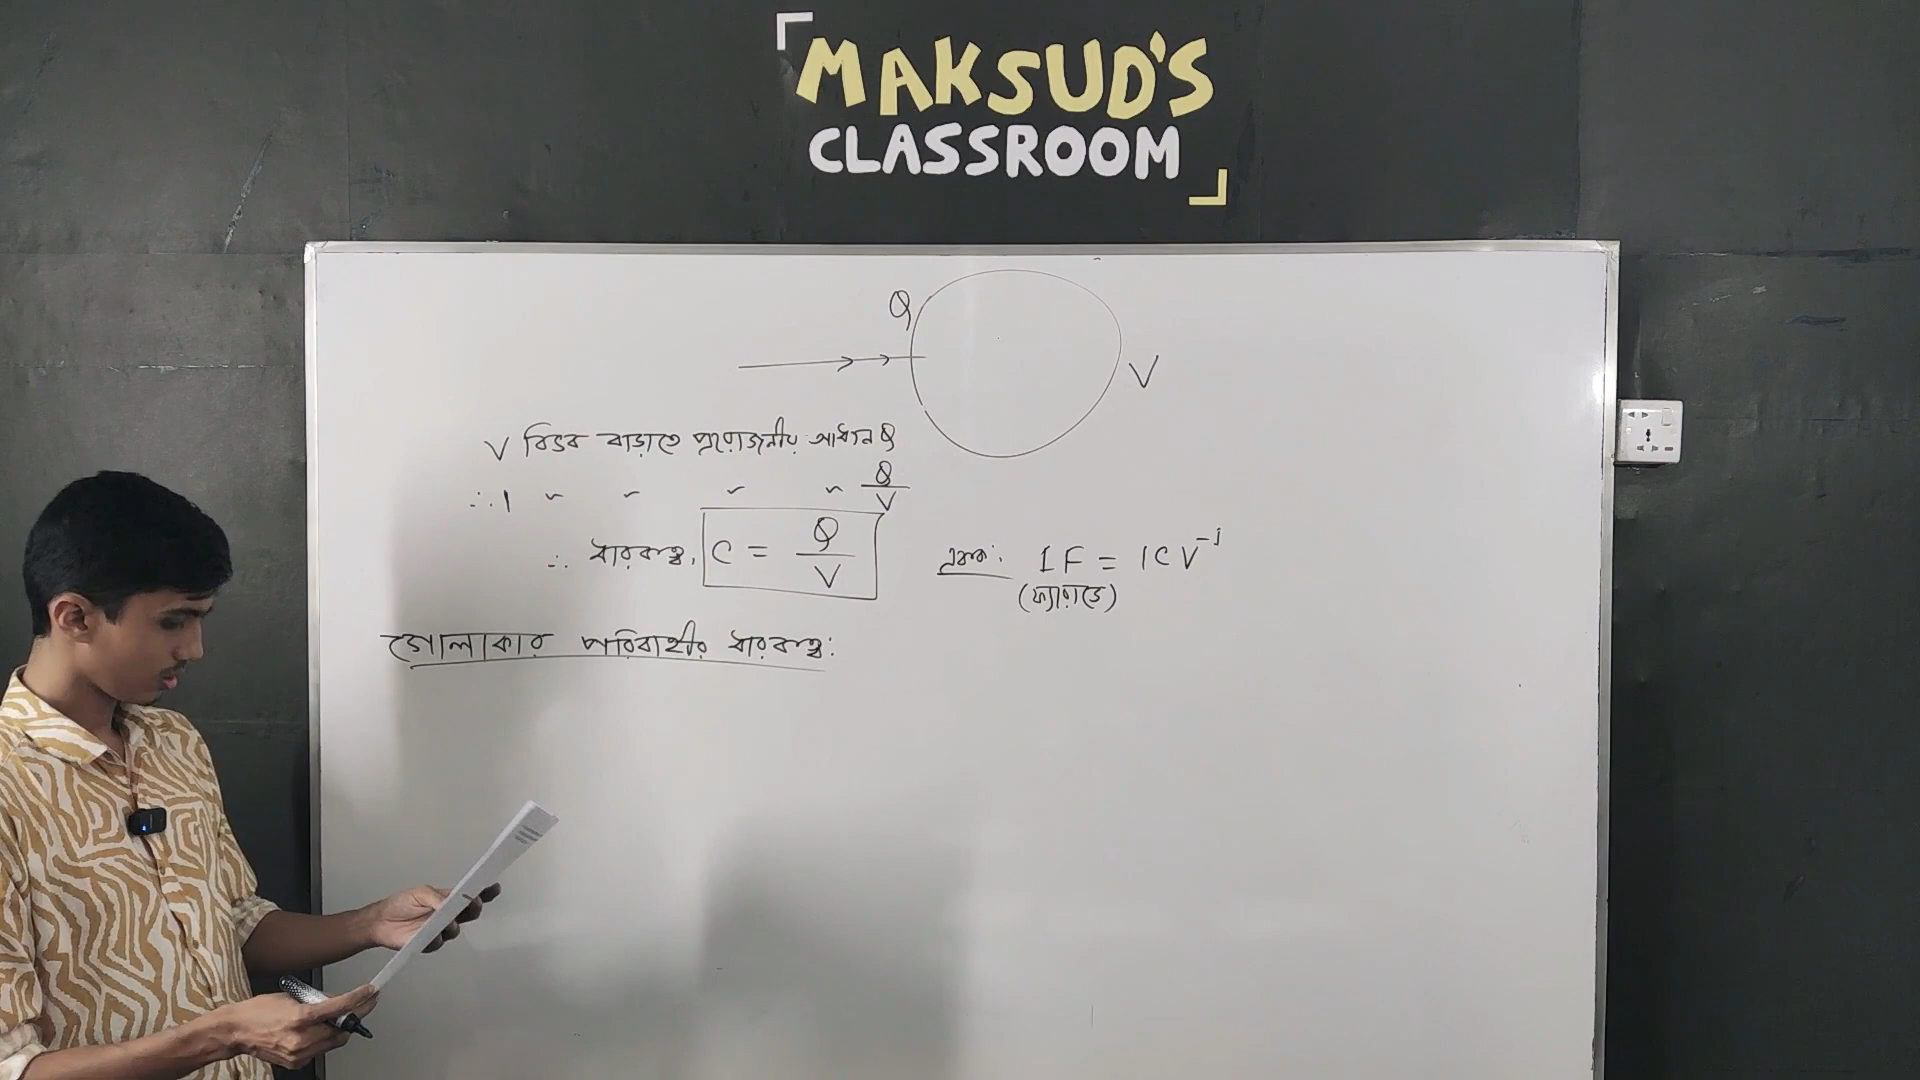 MAKSUD'S
CLASSROOM
Q
V
V বিভব বাড়াতে প্রয়োজনীয় আধান Q
∴ 1 " " " " Q/V
∴ ধারকত্ব, C = Q/V একক: 1F = 1CV⁻¹
(ফ্যারাডে)
গোলাকার পরিবাহীর ধারকত্ব: